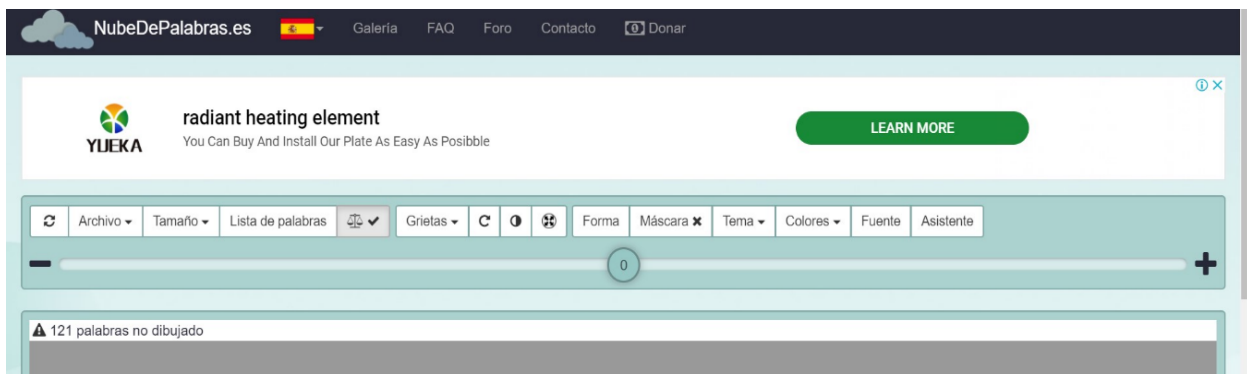 NubeDePalabras.es Galería FAQ Foro Contacto Donar
radiant heating element
You Can Buy And Install Our Plate As Easy As Posibble
YIJEKA
LEARN MORE
Archivo Tamaño Lista de palabras Grietas Forma Máscara Tema Colores Fuente Asistente
0
121 palabras no dibujado